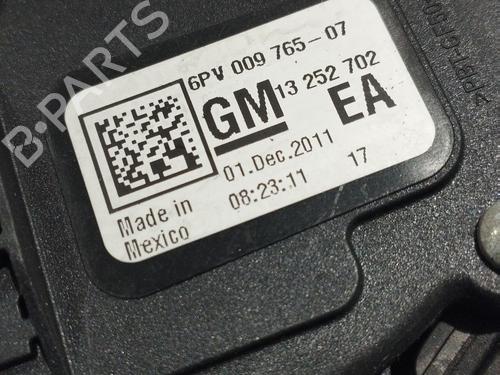 B-PARTS
6PV 009 765-07
GM 13 252 702
EA
01.Dec.2011
08:23:11 17
Made in
Mexico